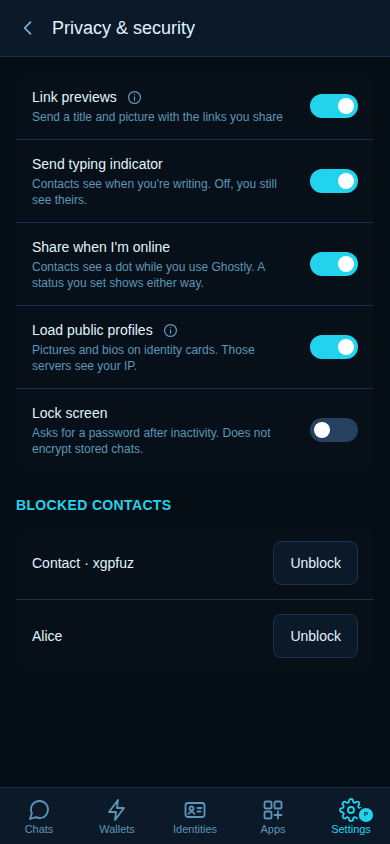 Privacy & security
Link previews
Send a title and picture with the links you share
Send typing indicator
Contacts see when you're writing. Off, you still
see theirs.
Share when I'm online
Contacts see a dot while you use Ghostly. A
status you set shows either way.
Load public profiles
Pictures and bios on identity cards. Those
servers see your IP.
Lock screen
Asks for a password after inactivity. Does not
encrypt stored chats.
BLOCKED CONTACTS
Contact · xgpfuz
Unblock
Alice
Unblock
P
Chats
Wallets
Identities
Apps
Settings